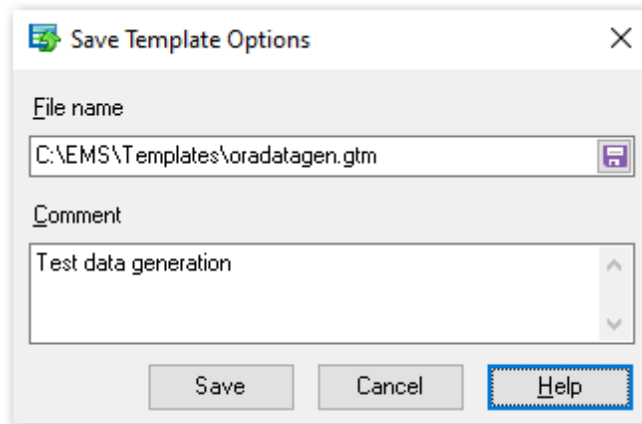 Save Template Options
File name
C:\EMS\Templates\oradatagen.gtm
Comment
Test data generation
Save Cancel Help